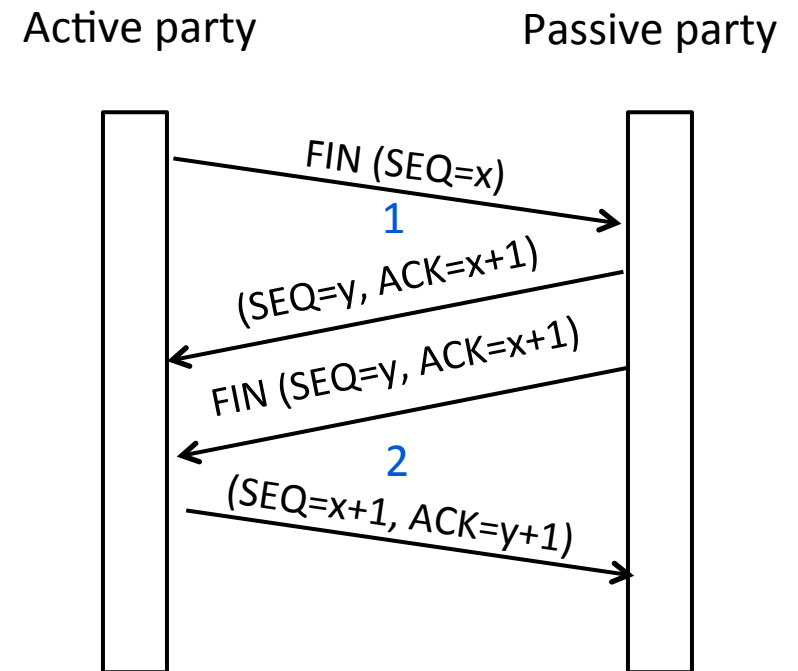 Active party
Passive party
FIN (SEQ=x)
1
(SEQ=y, ACK=x+1)
FIN (SEQ=y, ACK=x+1)
2
(SEQ=x+1, ACK=y+1)